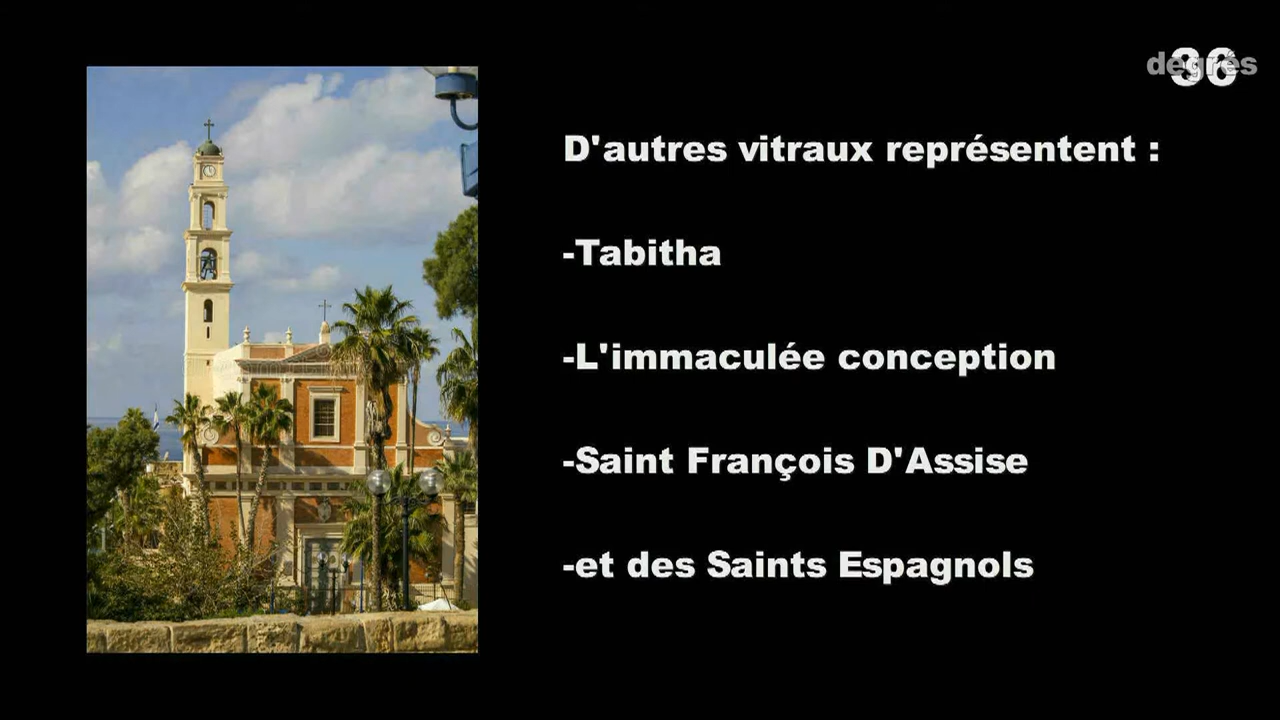 36
degrés
D'autres vitraux représentent :
-Tabitha
-L'immaculée conception
-Saint François D'Assise
-et des Saints Espagnols